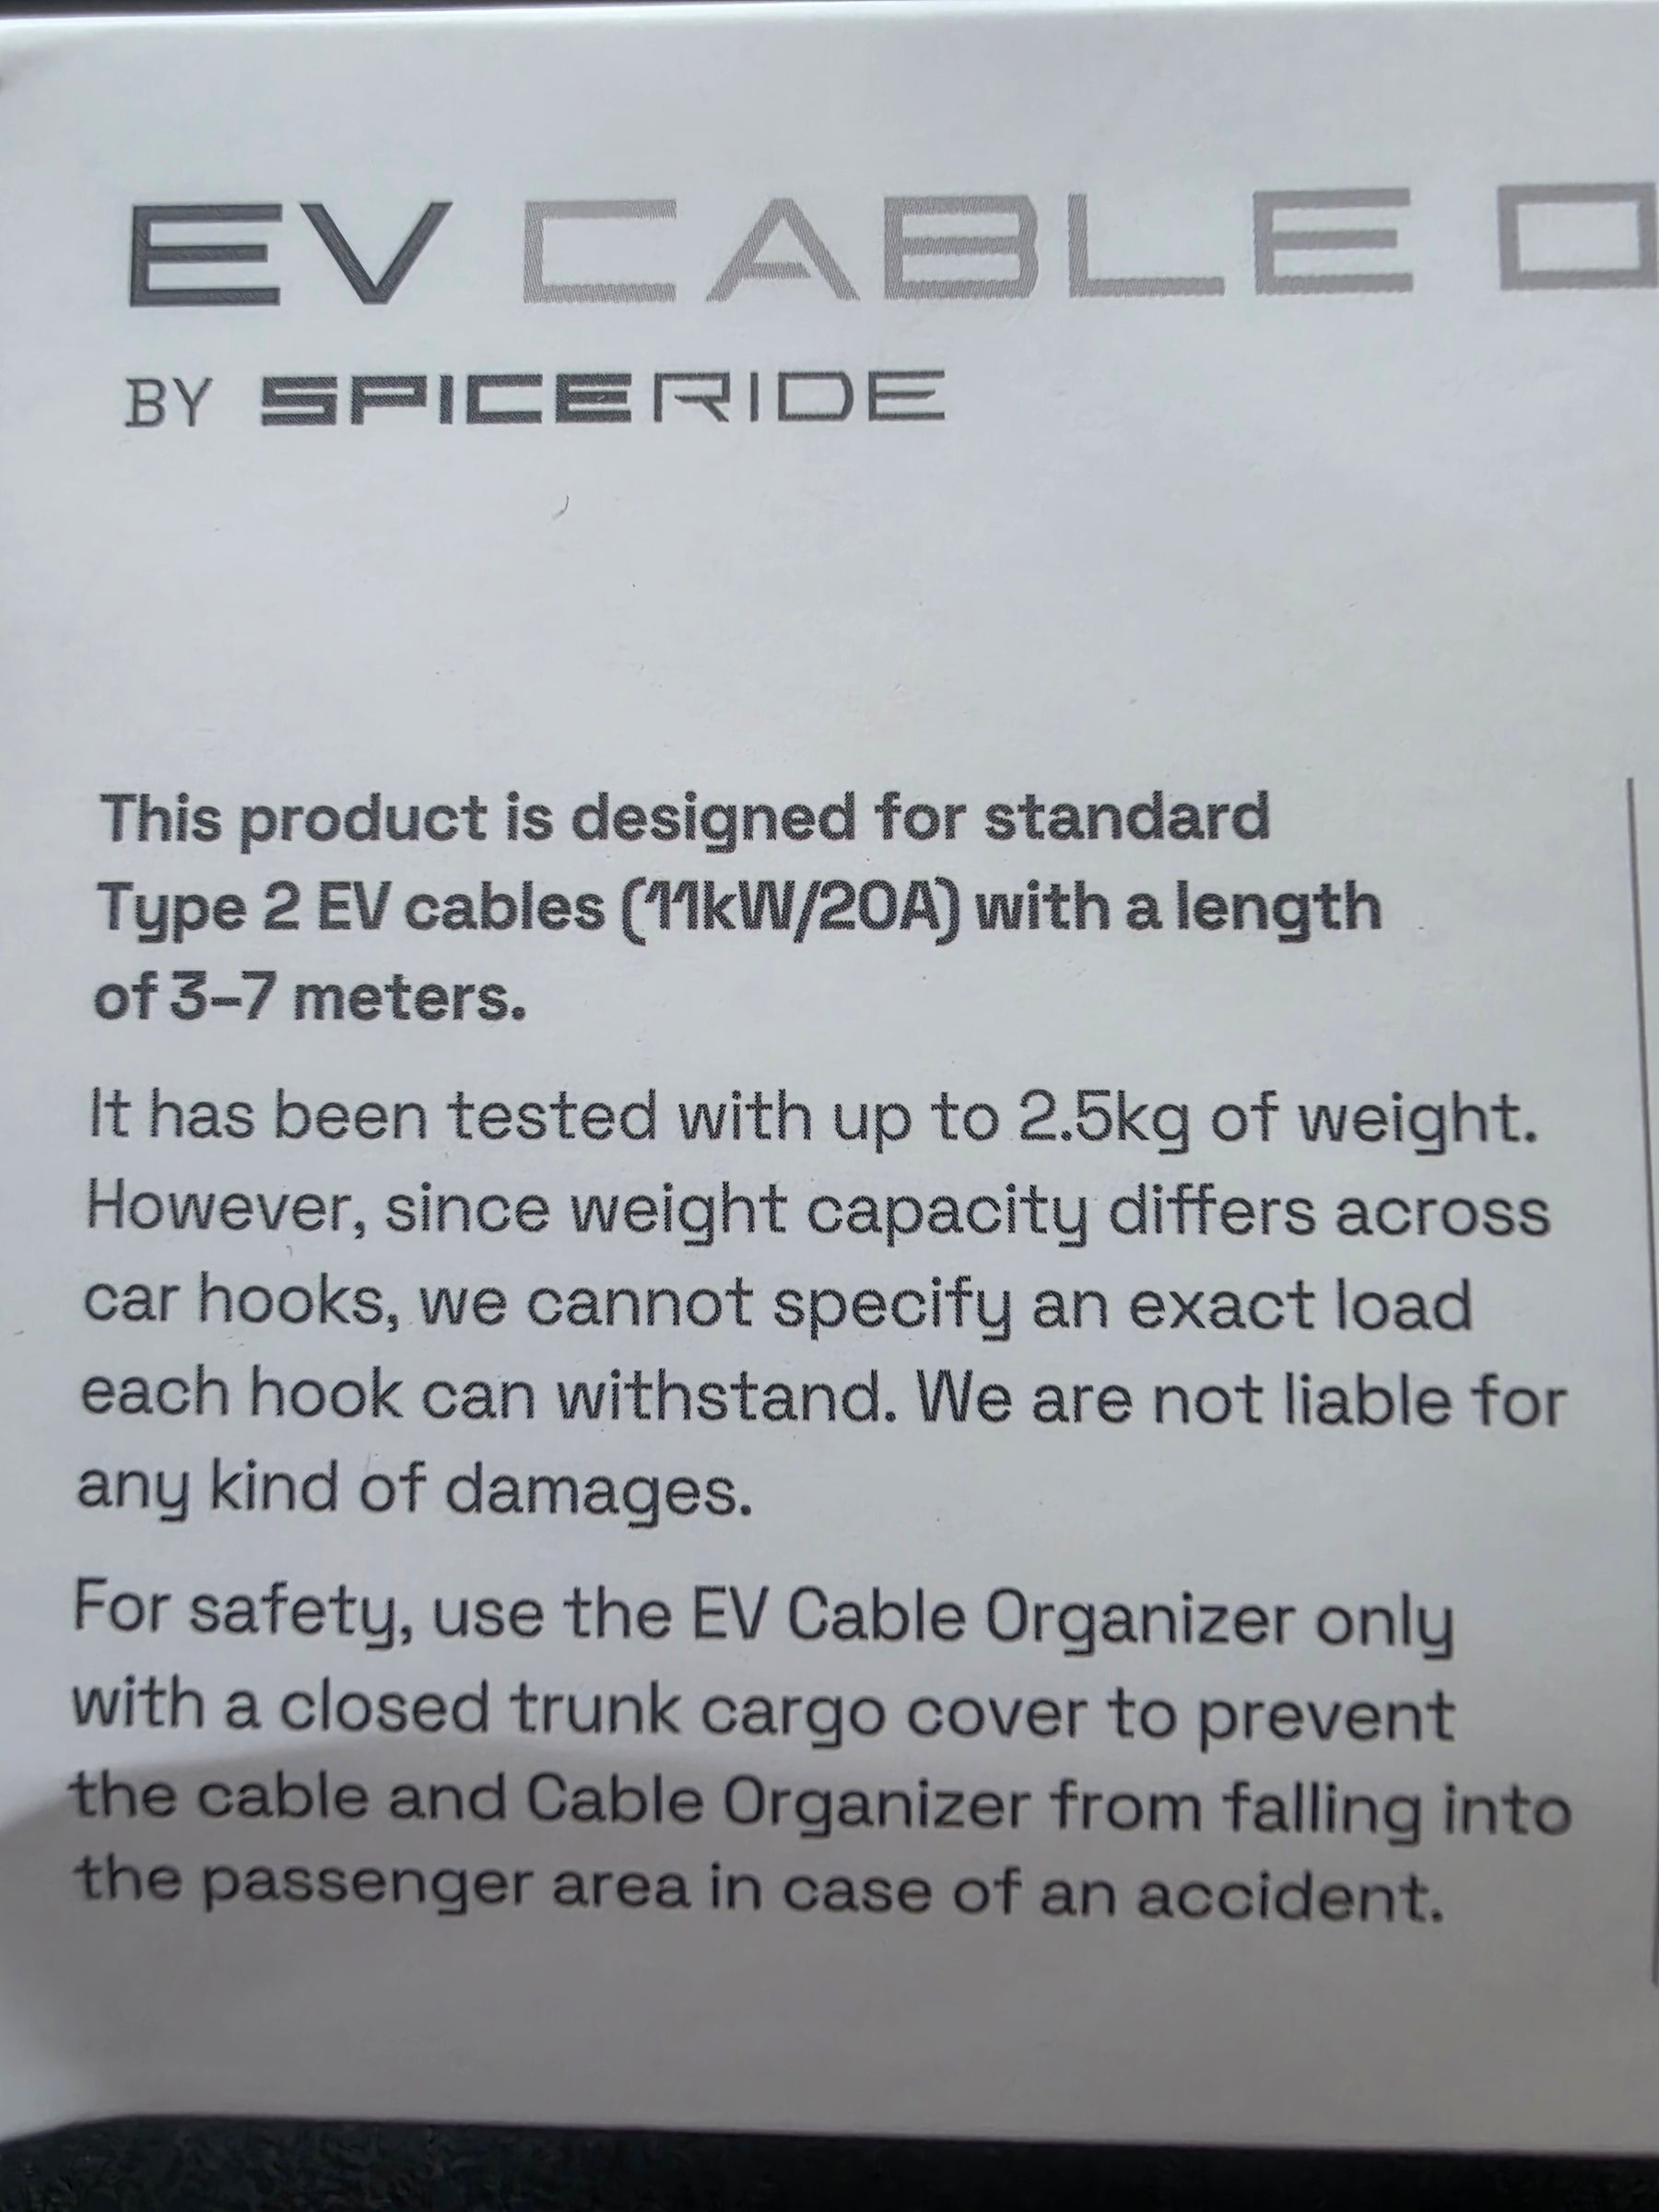 EV CABLE O
BY SPICERIDE
This product is designed for standard
Type 2 EV cables (11kW/20A) with a length
of 3–7 meters.
It has been tested with up to 2.5kg of weight.
However, since weight capacity differs across
car hooks, we cannot specify an exact load
each hook can withstand. We are not liable for
any kind of damages.
For safety, use the EV Cable Organizer only
with a closed trunk cargo cover to prevent
the cable and Cable Organizer from falling into
the passenger area in case of an accident.